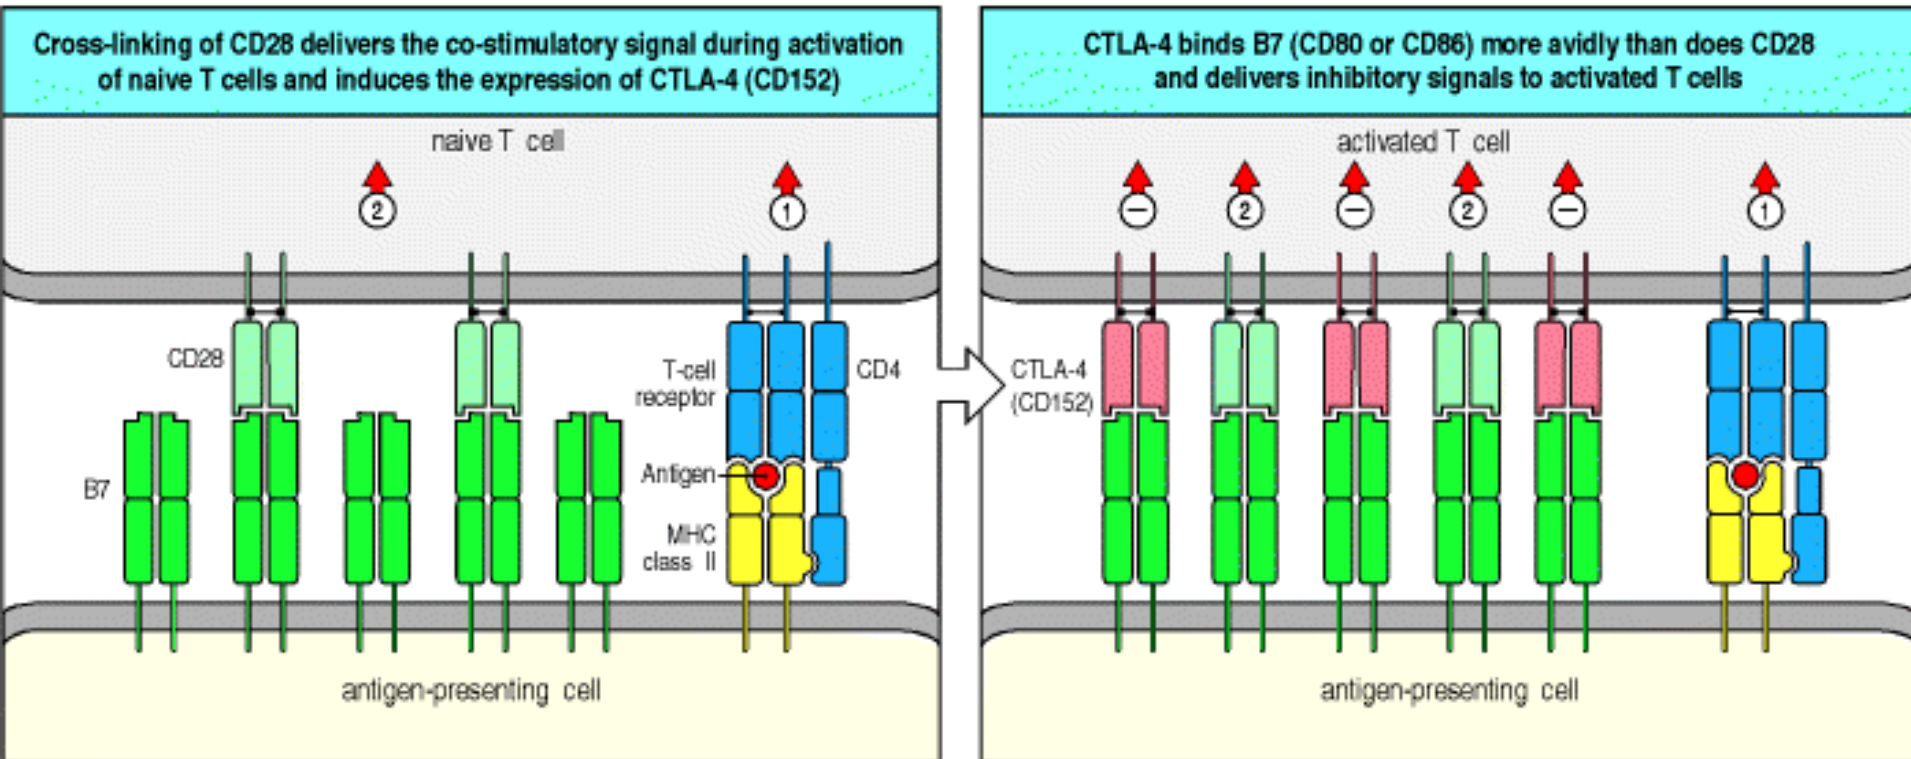 Cross-linking of CD28 delivers the co-stimulatory signal during activation
of naive T cells and induces the expression of CTLA-4 (CD152)
naive T cell
2
1
CD28
T-cell
receptor
CD4
B7
Antigen
MHC
class II
antigen-presenting cell
CTLA-4 binds B7 (CD80 or CD86) more avidly than does CD28
and delivers inhibitory signals to activated T cells
activated T cell
— 2 — 2 — 1
CTLA-4
(CD152)
antigen-presenting cell